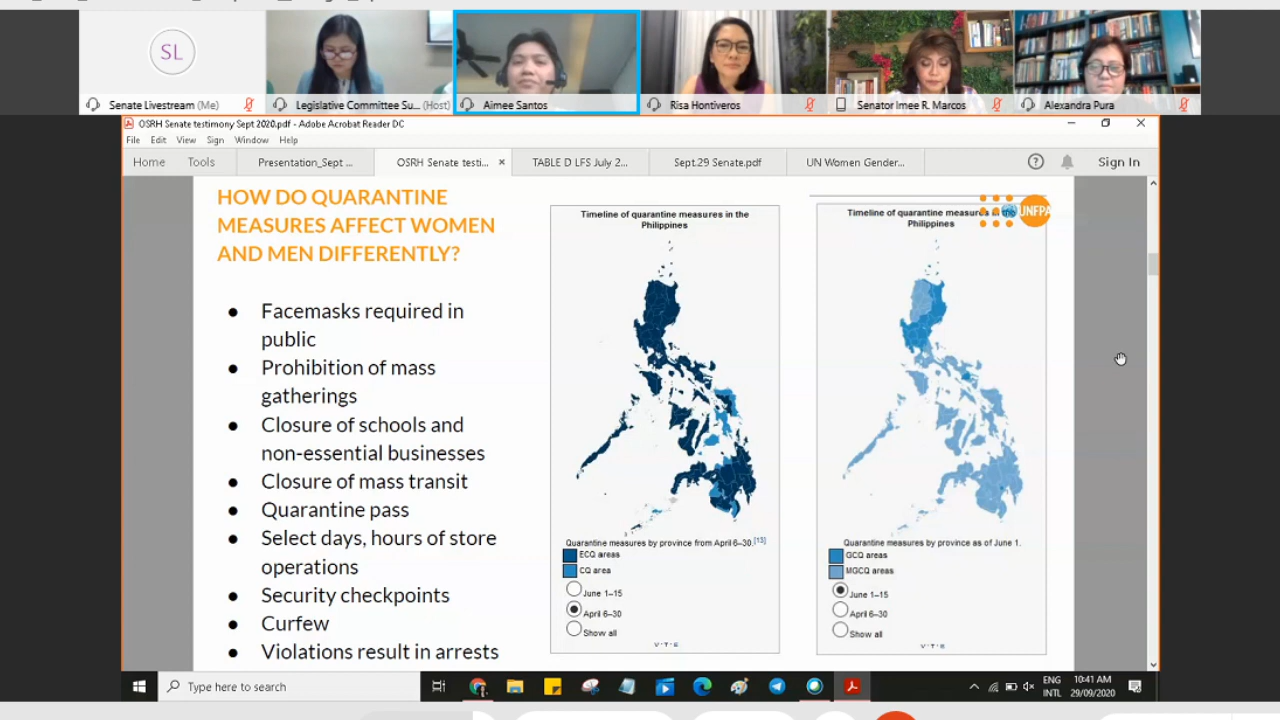 SL
Senate Livestream (Me)
Legislative Committee Su... (Host)
Aimee Santos
Risa Hontiveros
Senator Imee R. Marcos
Alexandra Pura
OSRH Senate testimony Sept 2020.pdf - Adobe Acrobat Reader DC
File Edit View Sign Window Help
Home Tools Presentation_Sept ... OSRH Senate testi... × TABLE D LFS July 2... Sept.29 Senate.pdf UN Women Gender... ? Sign In
HOW DO QUARANTINE
MEASURES AFFECT WOMEN
AND MEN DIFFERENTLY?
● Facemasks required in
public
● Prohibition of mass
gatherings
● Closure of schools and
non-essential businesses
● Closure of mass transit
● Quarantine pass
● Select days, hours of store
operations
● Security checkpoints
● Curfew
● Violations result in arrests
Timeline of quarantine measures in the
Philippines
Quarantine measures by province from April 6–30.[13]
ECQ areas
CQ area
June 1–15
April 6–30
Show all
V·T·E
Timeline of quarantine measures in the
Philippines
UNFPA
Quarantine measures by province as of June 1.
GCQ areas
MGCQ areas
June 1–15
April 6–30
Show all
V·T·E
Type here to search
ENG
INTL
10:41 AM
29/09/2020